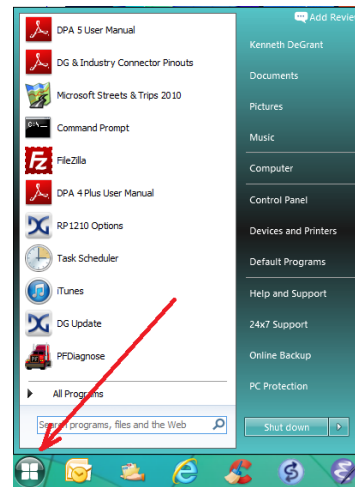 DPA 5 User Manual
DG & Industry Connector Pinouts
Microsoft Streets & Trips 2010
Command Prompt
FileZilla
DPA 4 Plus User Manual
RP1210 Options
Task Scheduler
iTunes
DG Update
PFDiagnose
All Programs
Search programs, files and the Web
Add Revie
Kenneth DeGrant
Documents
Pictures
Music
Computer
Control Panel
Devices and Printers
Default Programs
Help and Support
24x7 Support
Online Backup
PC Protection
Shut down